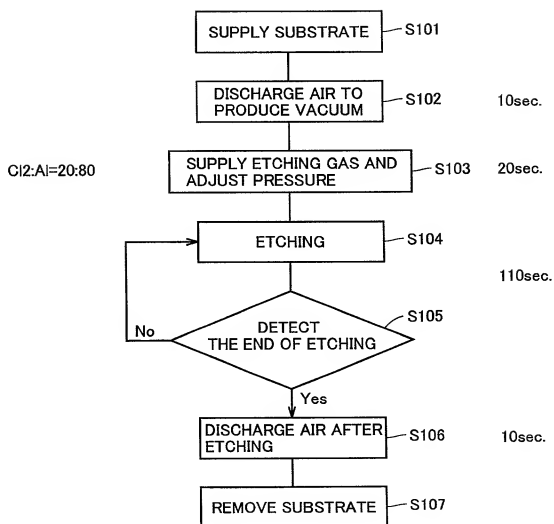 SUPPLY SUBSTRATE
S101
DISCHARGE AIR TO
PRODUCE VACUUM
S102
10sec.
Cl2:Al=20:80
SUPPLY ETCHING GAS AND
ADJUST PRESSURE
S103
20sec.
ETCHING
S104
110sec.
DETECT
THE END OF ETCHING
S105
No
Yes
DISCHARGE AIR AFTER
ETCHING
S106
10sec.
REMOVE SUBSTRATE
S107